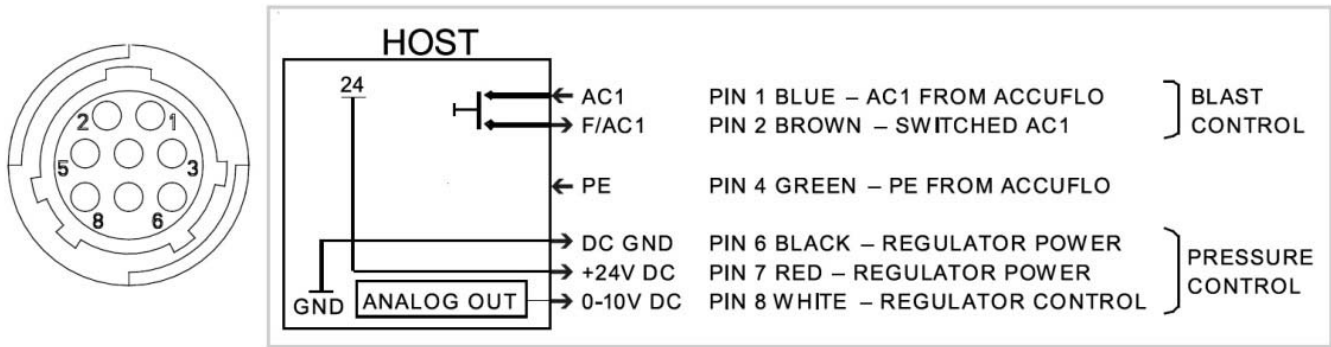 2 1
5 3
8 6
HOST
24
AC1 PIN 1 BLUE – AC1 FROM ACCUFLO
F/AC1 PIN 2 BROWN – SWITCHED AC1
BLAST
CONTROL
PE PIN 4 GREEN – PE FROM ACCUFLO
DC GND PIN 6 BLACK – REGULATOR POWER
+24V DC PIN 7 RED – REGULATOR POWER
GND ANALOG OUT 0-10V DC PIN 8 WHITE – REGULATOR CONTROL
PRESSURE
CONTROL